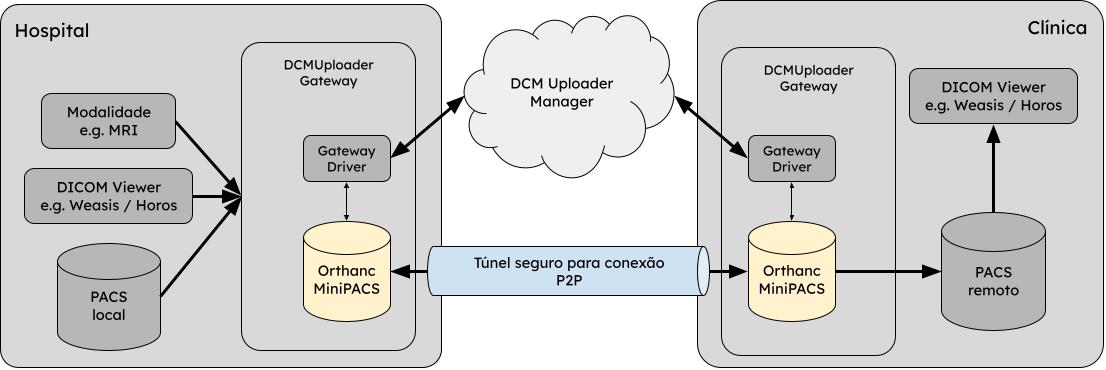 Hospital
DCMUploader
Gateway
Modalidade
e.g. MRI
DICOM Viewer
e.g. Weasis / Horos
PACS
local
Gateway
Driver
Orthanc
MiniPACS
DCM Uploader
Manager
Túnel seguro para conexão
P2P
Clínica
DCMUploader
Gateway
Gateway
Driver
Orthanc
MiniPACS
DICOM Viewer
e.g. Weasis / Horos
PACS
remoto